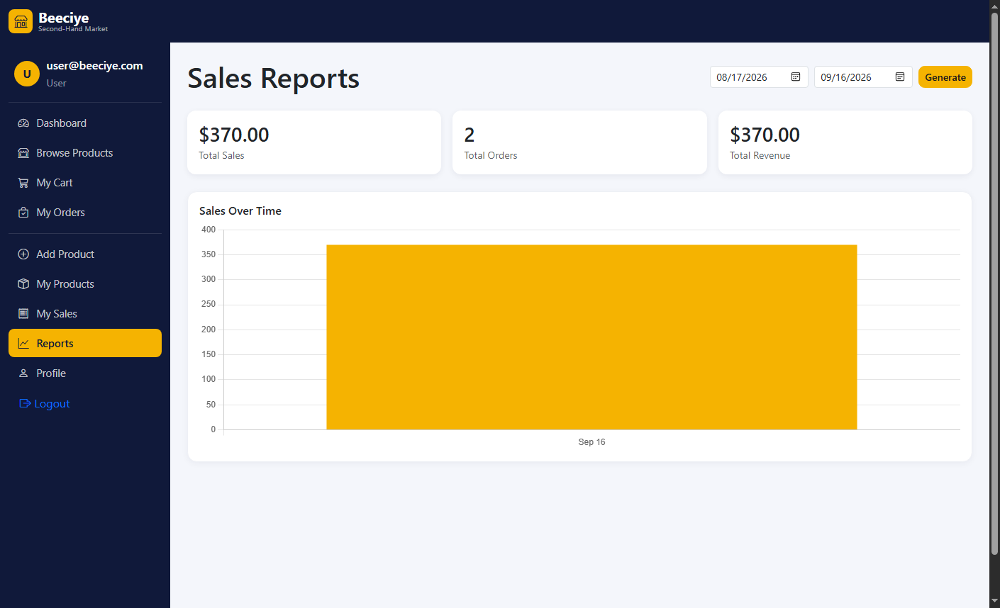 Beeciye
Second-Hand Market
U
user@beeciye.com
User
Dashboard
Browse Products
My Cart
My Orders
Add Product
My Products
My Sales
Reports
Profile
Logout
Sales Reports
08/17/2026
09/16/2026
Generate
$370.00
Total Sales
2
Total Orders
$370.00
Total Revenue
Sales Over Time
400
350
300
250
200
150
100
50
0
Sep 16